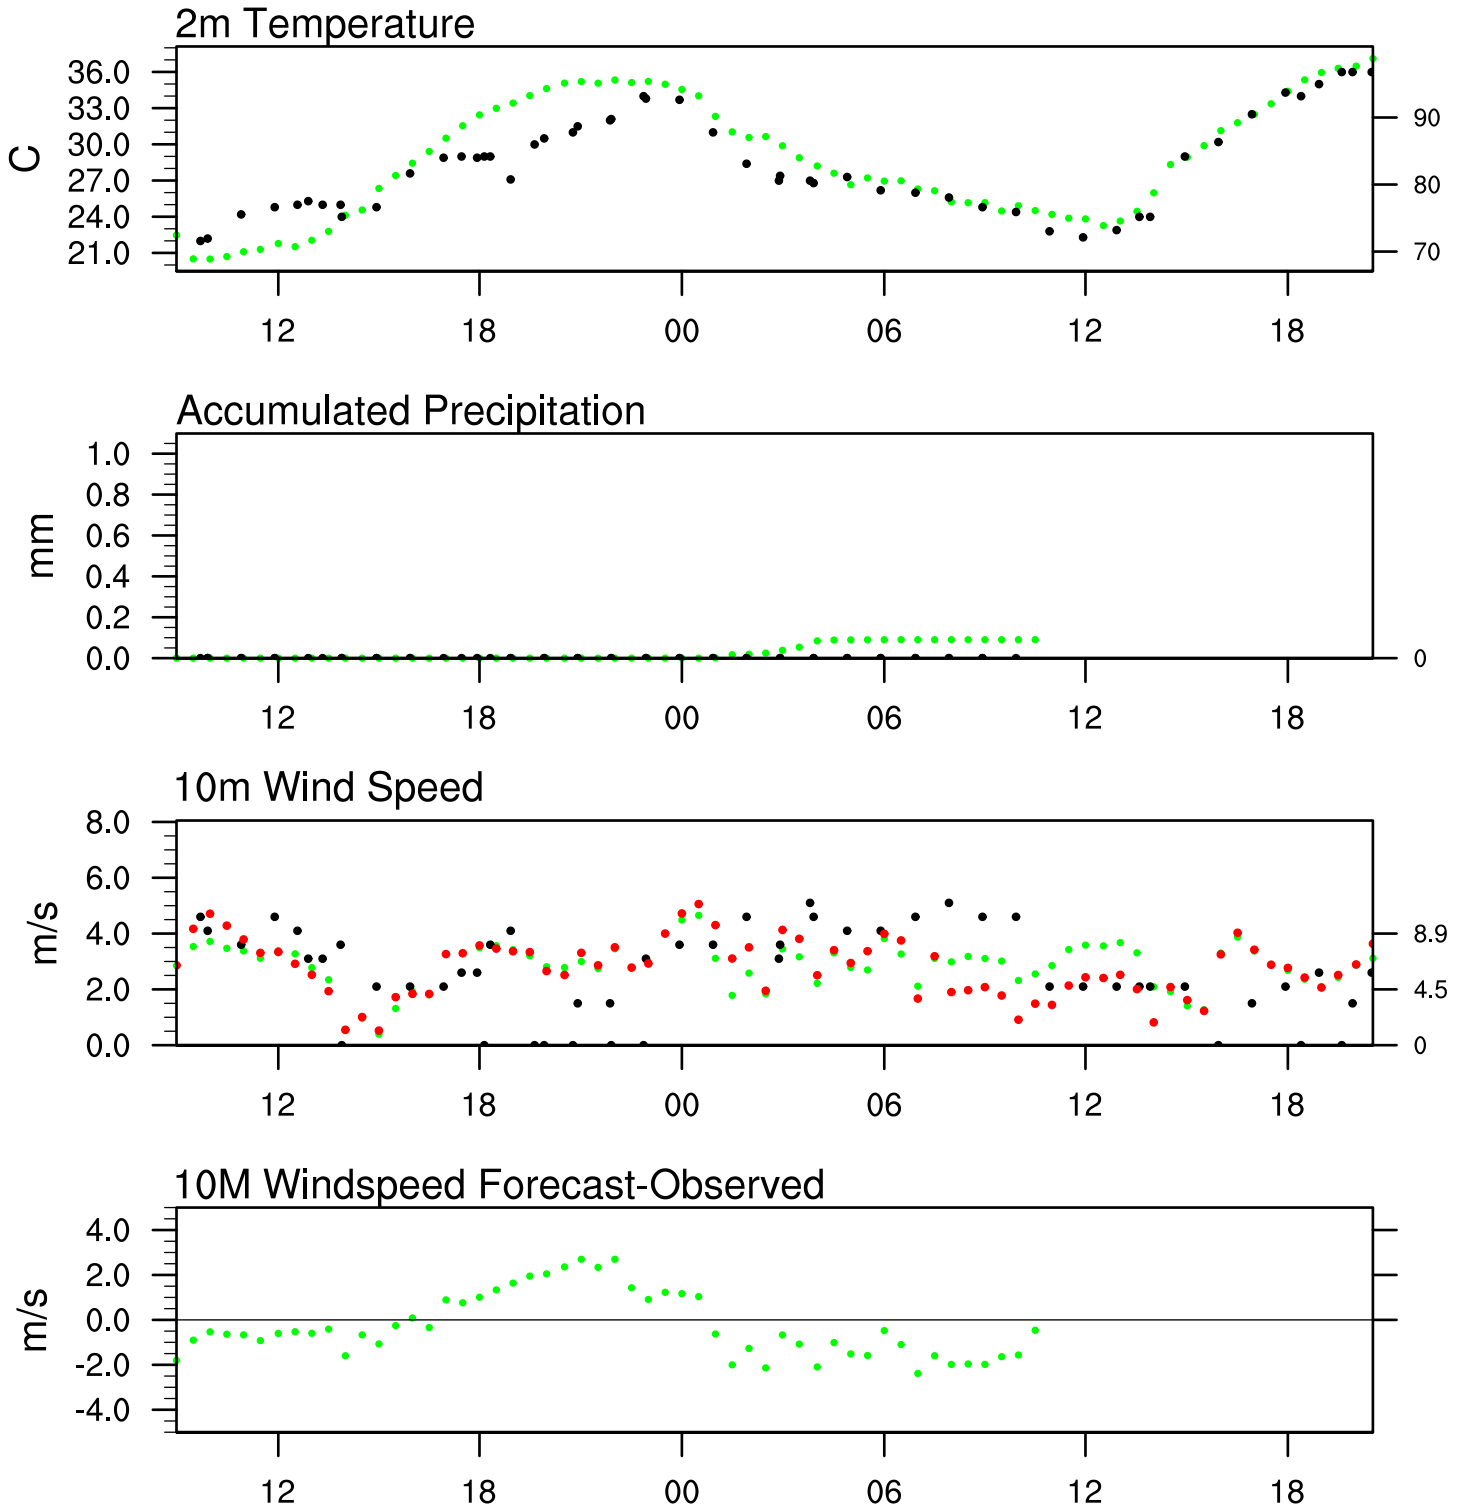 2m Temperature
36.0
33.0
30.0
27.0
24.0
21.0
C
90
80
70
12 18 00 06 12 18
Accumulated Precipitation
1.0
0.8
0.6
0.4
0.2
0.0
mm
0
12 18 00 06 12 18
10m Wind Speed
8.0
6.0
4.0
2.0
0.0
m/s
8.9
4.5
0
12 18 00 06 12 18
10M Windspeed Forecast-Observed
4.0
2.0
0.0
-2.0
-4.0
m/s
12 18 00 06 12 18